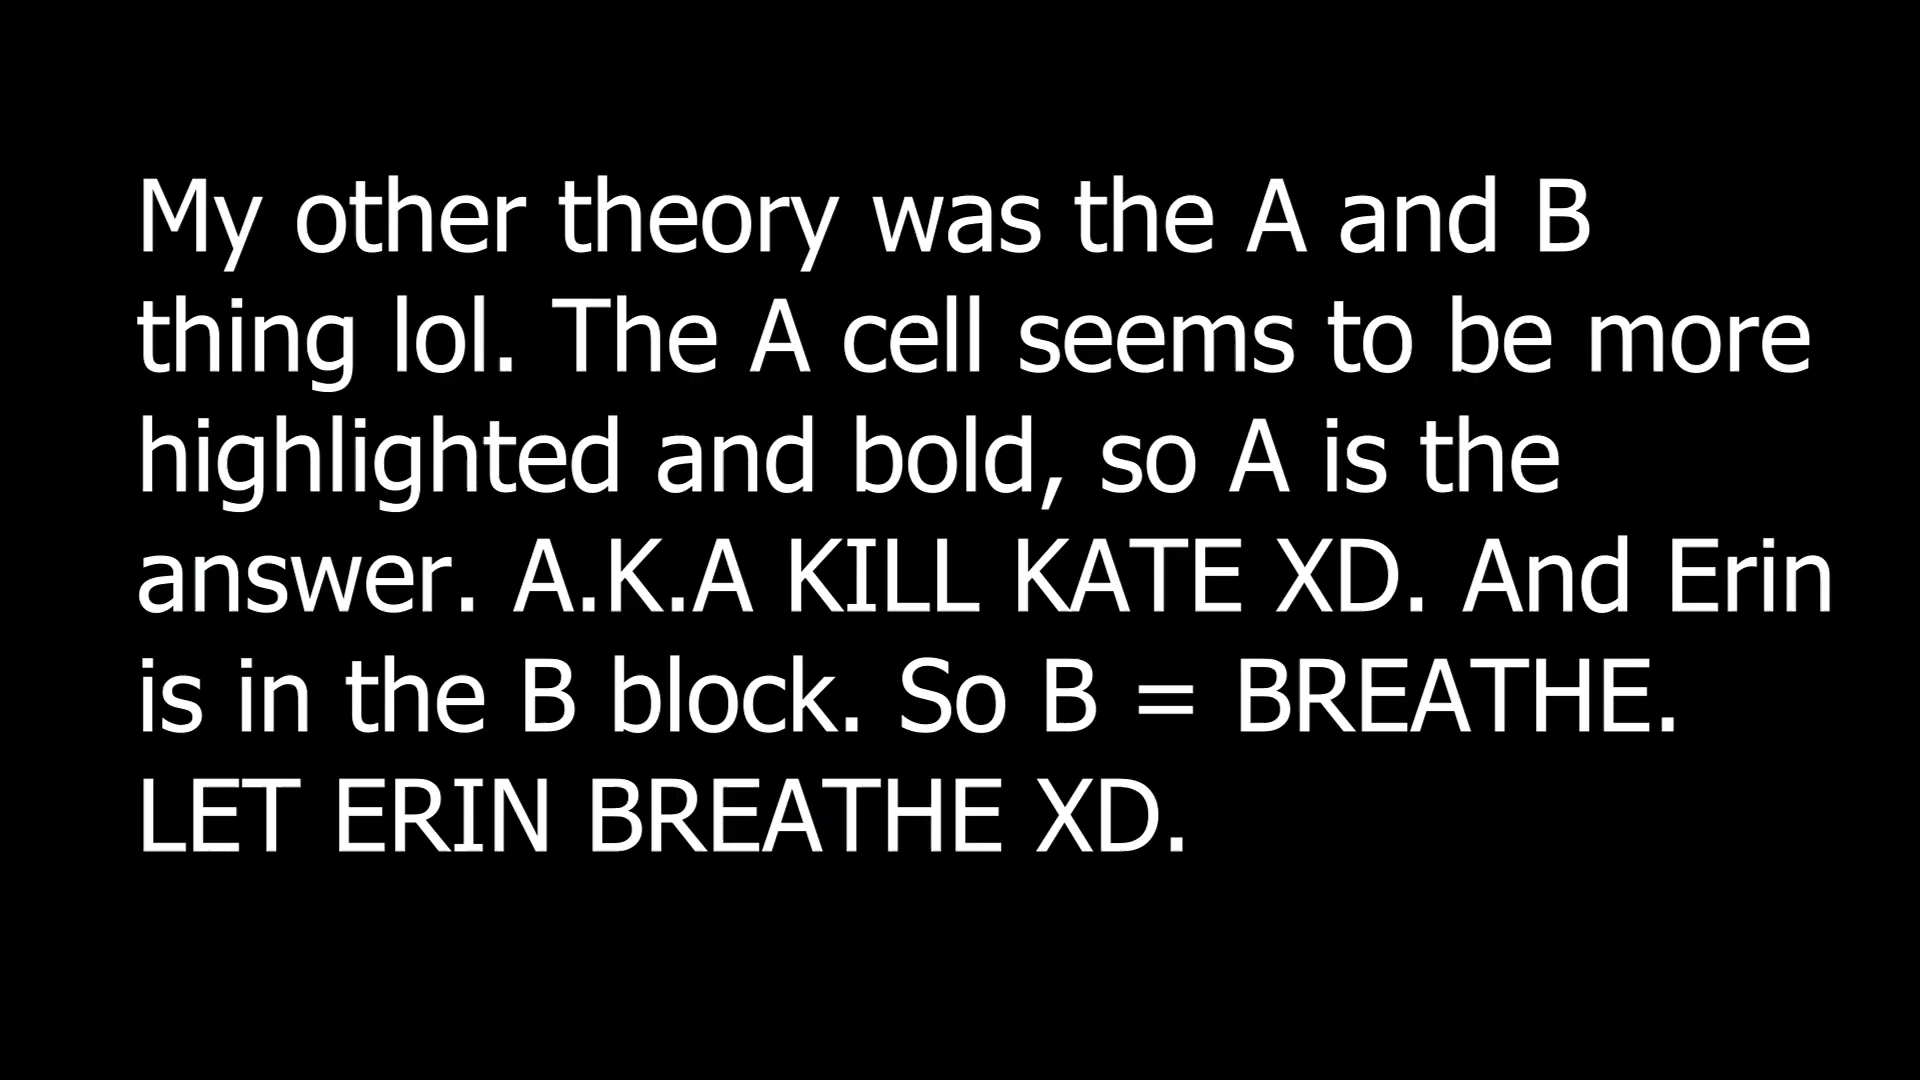 My other theory was the A and B
thing lol. The A cell seems to be more
highlighted and bold, so A is the
answer. A.K.A KILL KATE XD. And Erin
is in the B block. So B = BREATHE.
LET ERIN BREATHE XD.